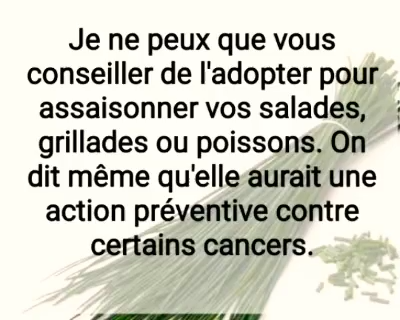 Je ne peux que vous
conseiller de l'adopter pour
assaisonner vos salades,
grillades ou poissons. On
dit même qu'elle aurait une
action préventive contre
certains cancers.